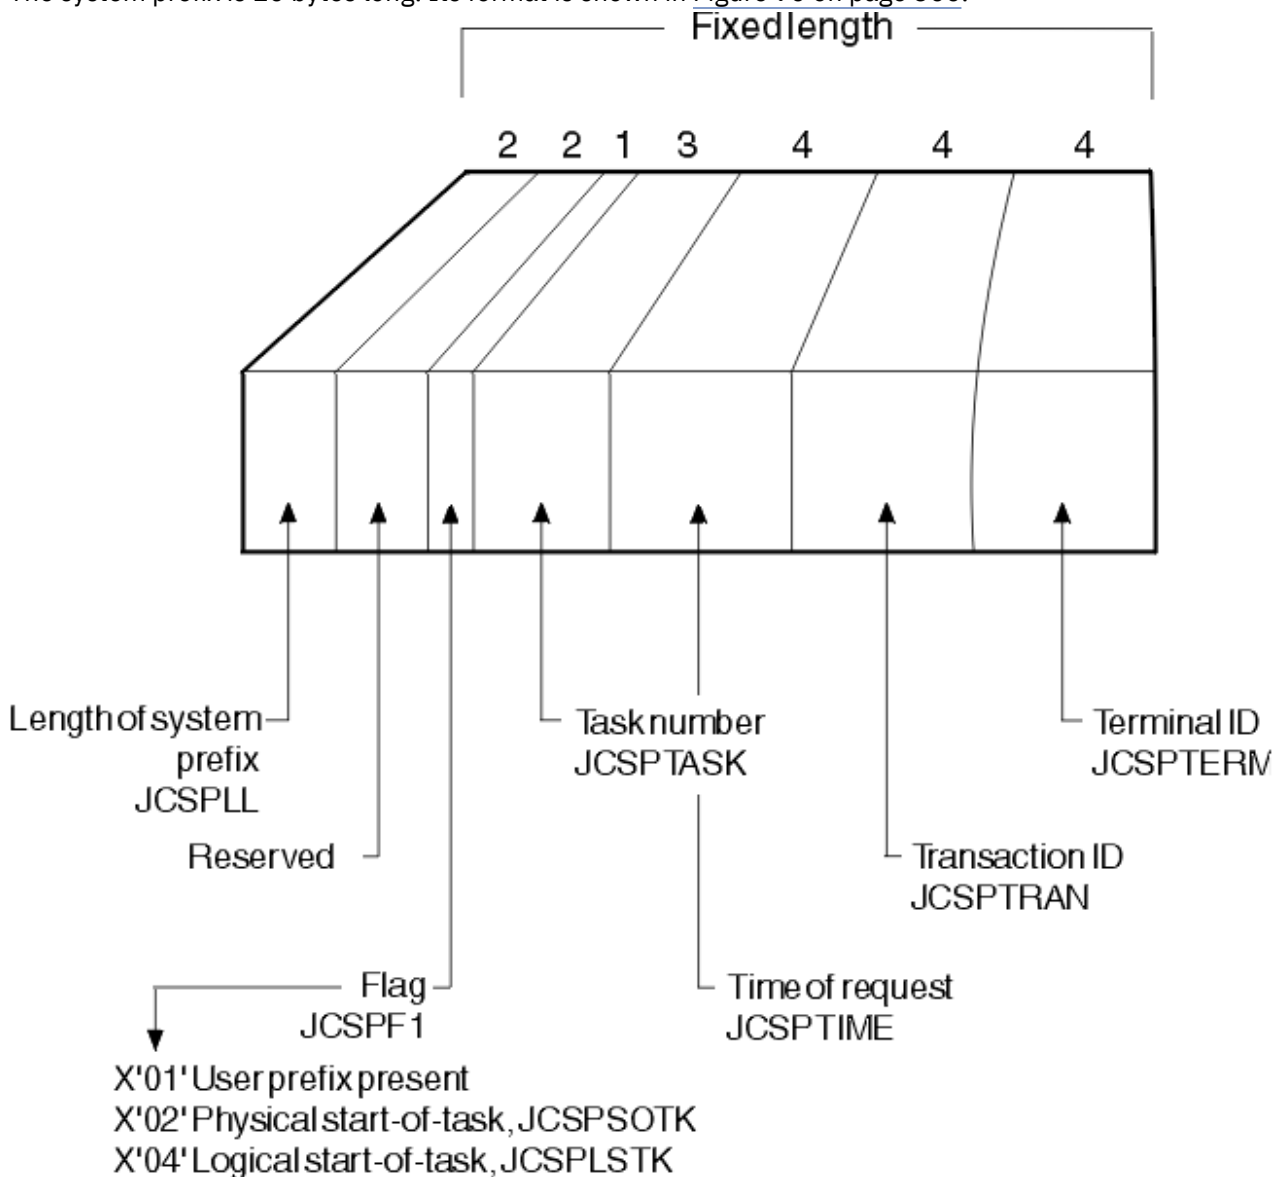 The system prefix is 20 bytes long. Its format is shown in Figure 70 on page
Fixed length
2 2 1 3 4 4 4
Length of system
prefix
JCSPLL
Reserved
Flag
JCSPF1
Task number
JCSPTASK
Time of request
JCSPTIME
Transaction ID
JCSPTRAN
Terminal ID
JCSPTERM
X'01' User prefix present
X'02' Physical start-of-task, JCSPSOTK
X'04' Logical start-of-task, JCSPLSTK